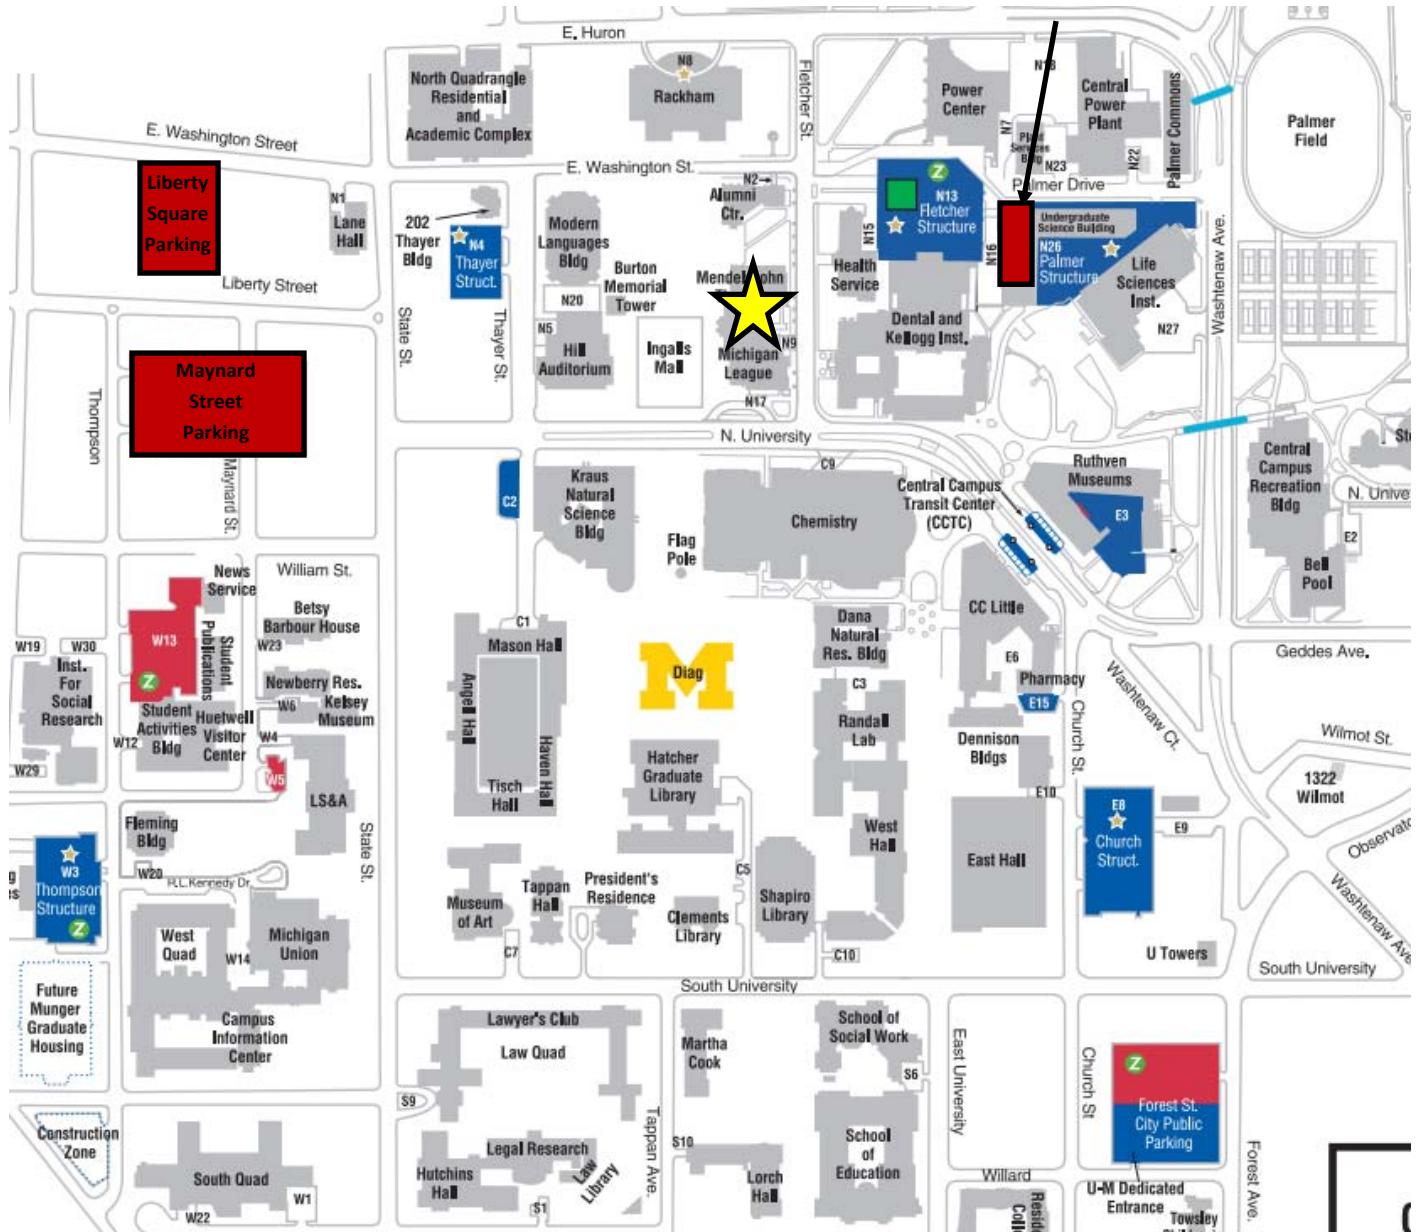 E. Huron
N8
N18
North Quadrangle
Residential
and
Academic Complex
Rackham
Fletcher St.
Power
Center
N7
Central
Power
Plant
Plant
Services
Bldg
N23
N22
Palmer Commons
Palmer
Field
E. Washington Street
E. Washington St.
Palmer Drive
Liberty
Square
Parking
N1
Lane
Hall
202
Thayer
Bldg
N4
Thayer
Struct.
Modern
Languages
Bldg
N2
Alumni
Ctr.
Z
N13
Fletcher
Structure
N15
N16
Undergraduate
Science Building
N26
Palmer
Structure
Life
Sciences
Inst.
N27
Washtenaw Ave.
Liberty Street
Burton
Memorial
Tower
Mendelssohn
Health
Service
N20
N5
Hill
Auditorium
Ingalls
Mall
N9
Michigan
League
N17
Dental and
Kellogg Inst.
State St.
Thayer St.
Maynard
Street
Parking
Thompson
Maynard St.
N. University
C9
Kraus
Natural
Science
Bldg
C2
Chemistry
Central Campus
Transit Center
(CCTC)
Ruthven
Museums
E3
Central
Campus
Recreation
Bldg
N. Unive
E2
Bell
Pool
Flag
Pole
William St.
News
Service
Betsy
Barbour House
W13
Z
Student
Publications
W23
W19
W30
Inst.
For
Social
Research
Newberry Res.
W6
Kelsey
Museum
Student
Activities
Bldg
Huetwell
Visitor
Center
W12
W4
W5
W29
LS&A
C1
Mason Hall
Angell Hall
Haven Hall
Tisch
Hall
M
Diag
Dana
Natural
Res. Bldg
CC Little
E6
Pharmacy
E15
C3
Randall
Lab
Dennison
Bldgs
Church St.
Washtenaw Ct.
Geddes Ave.
Wilmot St.
1322
Wilmot
Hatcher
Graduate
Library
E10
E8
Church
Struct.
E9
Observato
Washtenaw Ave
Fleming
Bldg
W20
R.L. Kennedy Dr.
State St.
W3
Thompson
Structure
Z
West
Hall
East Hall
C5
Shapiro
Library
Museum
of Art
Tappan
Hall
President's
Residence
Clements
Library
C7
C10
West
Quad
W14
Michigan
Union
U Towers
South University
South University
Future
Munger
Graduate
Housing
Campus
Information
Center
Lawyer's Club
Law Quad
Martha
Cook
School of
Social Work
S6
East University
Church St
Z
Forest St.
City Public
Parking
U-M Dedicated
Entrance
Forest Ave.
S9
Tappan Ave.
S10
Construction
Zone
South Quad
W1
W22
Hutchins
Hall
Legal Research
Law
Library
S1
Lorch
Hall
School
of
Education
Willard
Towsley